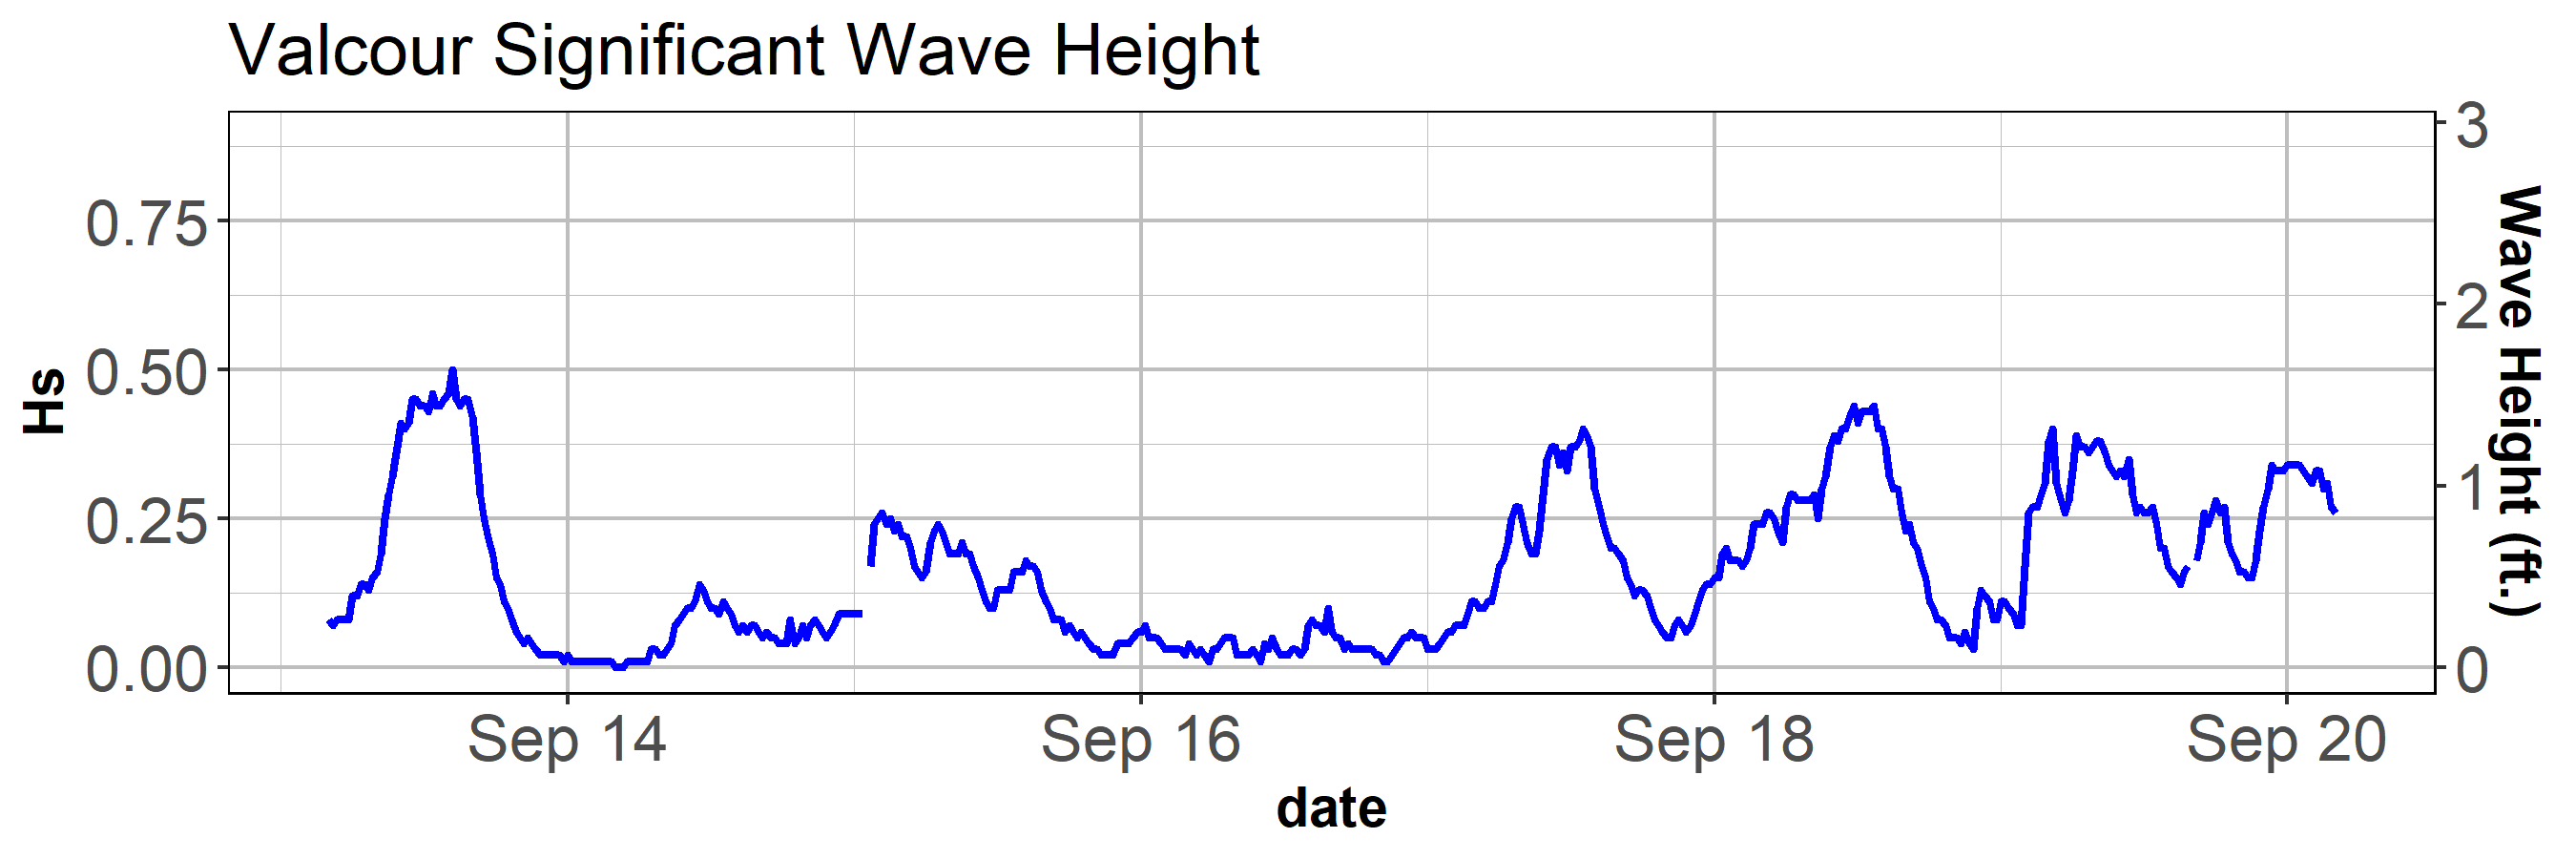 Valcour Significant Wave Height
Hs
0.75
0.50
0.25
0.00
3
2
1
0
Wave Height (ft.)
Sep 14 Sep 16 Sep 18 Sep 20
date